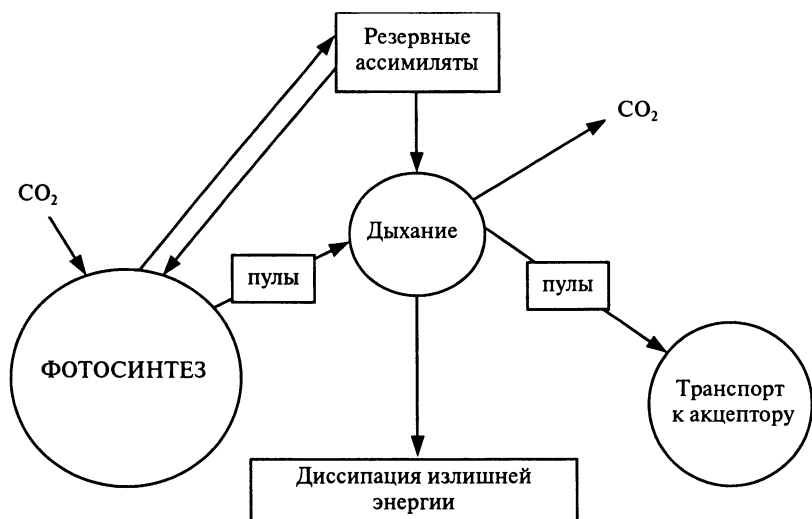 Резервные
ассимиляты
CO₂
CO₂
Дыхание
пулы
пулы
ФОТОСИНТЕЗ
Транспорт
к акцептору
Диссипация излишней
энергии